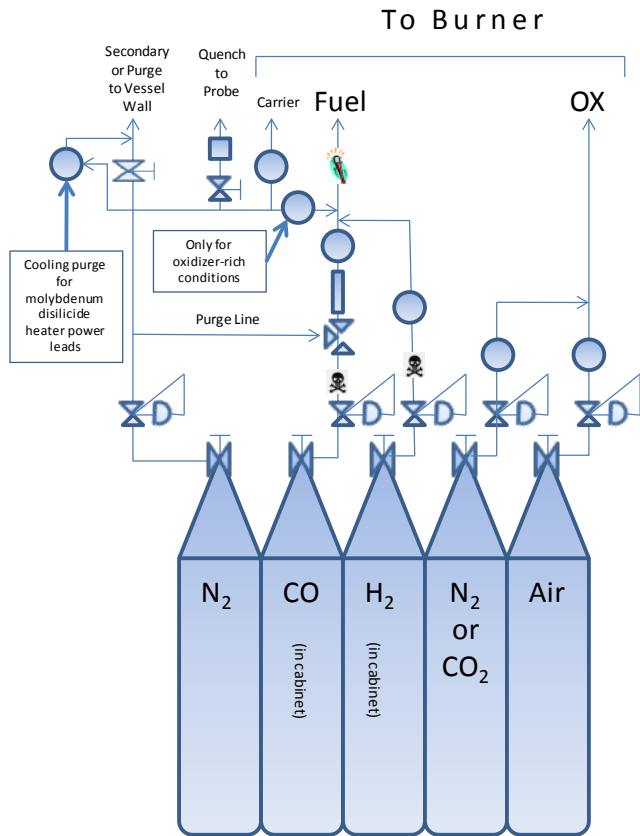 To Burner
Secondary
or Purge
to Vessel
Wall
Quench
to
Probe
Carrier
Fuel
OX
Only for
oxidizer-rich
conditions
Cooling purge
for
molybdenum
disilicide
heater power
leads
Purge Line
N₂
CO
(in cabinet)
H₂
(in cabinet)
N₂
or
CO₂
Air